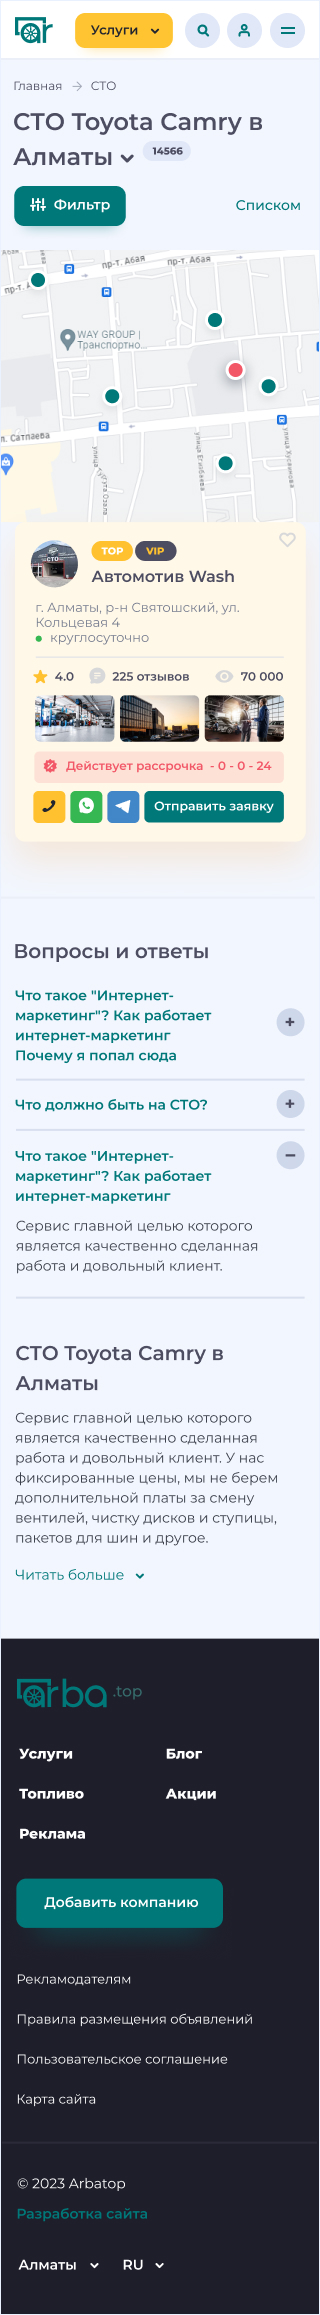 ar
Услуги
Главная → СТО
СТО Toyota Camry в
Алматы 14566
Фильтр
Списком
пр-т. Абая
пр-т. Абая
пр-т. Абая
WAY GROUP |
Транспортно...
л. Сатпаева
улица Тургута Озала
улица Егизбаева
улица Хусаинова
СТО
TOP VIP
Автомотив Wash
г. Алматы, р-н Святошский, ул.
Кольцевая 4
круглосуточно
4.0 225 отзывов 70 000
Действует рассрочка - 0 - 0 - 24
Отправить заявку
Вопросы и ответы
Что такое "Интернет-
маркетинг"? Как работает
интернет-маркетинг
Почему я попал сюда
Что должно быть на СТО?
Что такое "Интернет-
маркетинг"? Как работает
интернет-маркетинг
Сервис главной целью которого
является качественно сделанная
работа и довольный клиент.
СТО Toyota Camry в
Алматы
Сервис главной целью которого
является качественно сделанная
работа и довольный клиент. У нас
фиксированные цены, мы не берем
дополнительной платы за смену
вентилей, чистку дисков и ступицы,
пакетов для шин и другое.
Читать больше
arba .top
Услуги Блог
Топливо Акции
Реклама
Добавить компанию
Рекламодателям
Правила размещения объявлений
Пользовательское соглашение
Карта сайта
© 2023 Arbatop
Разработка сайта
Алматы RU